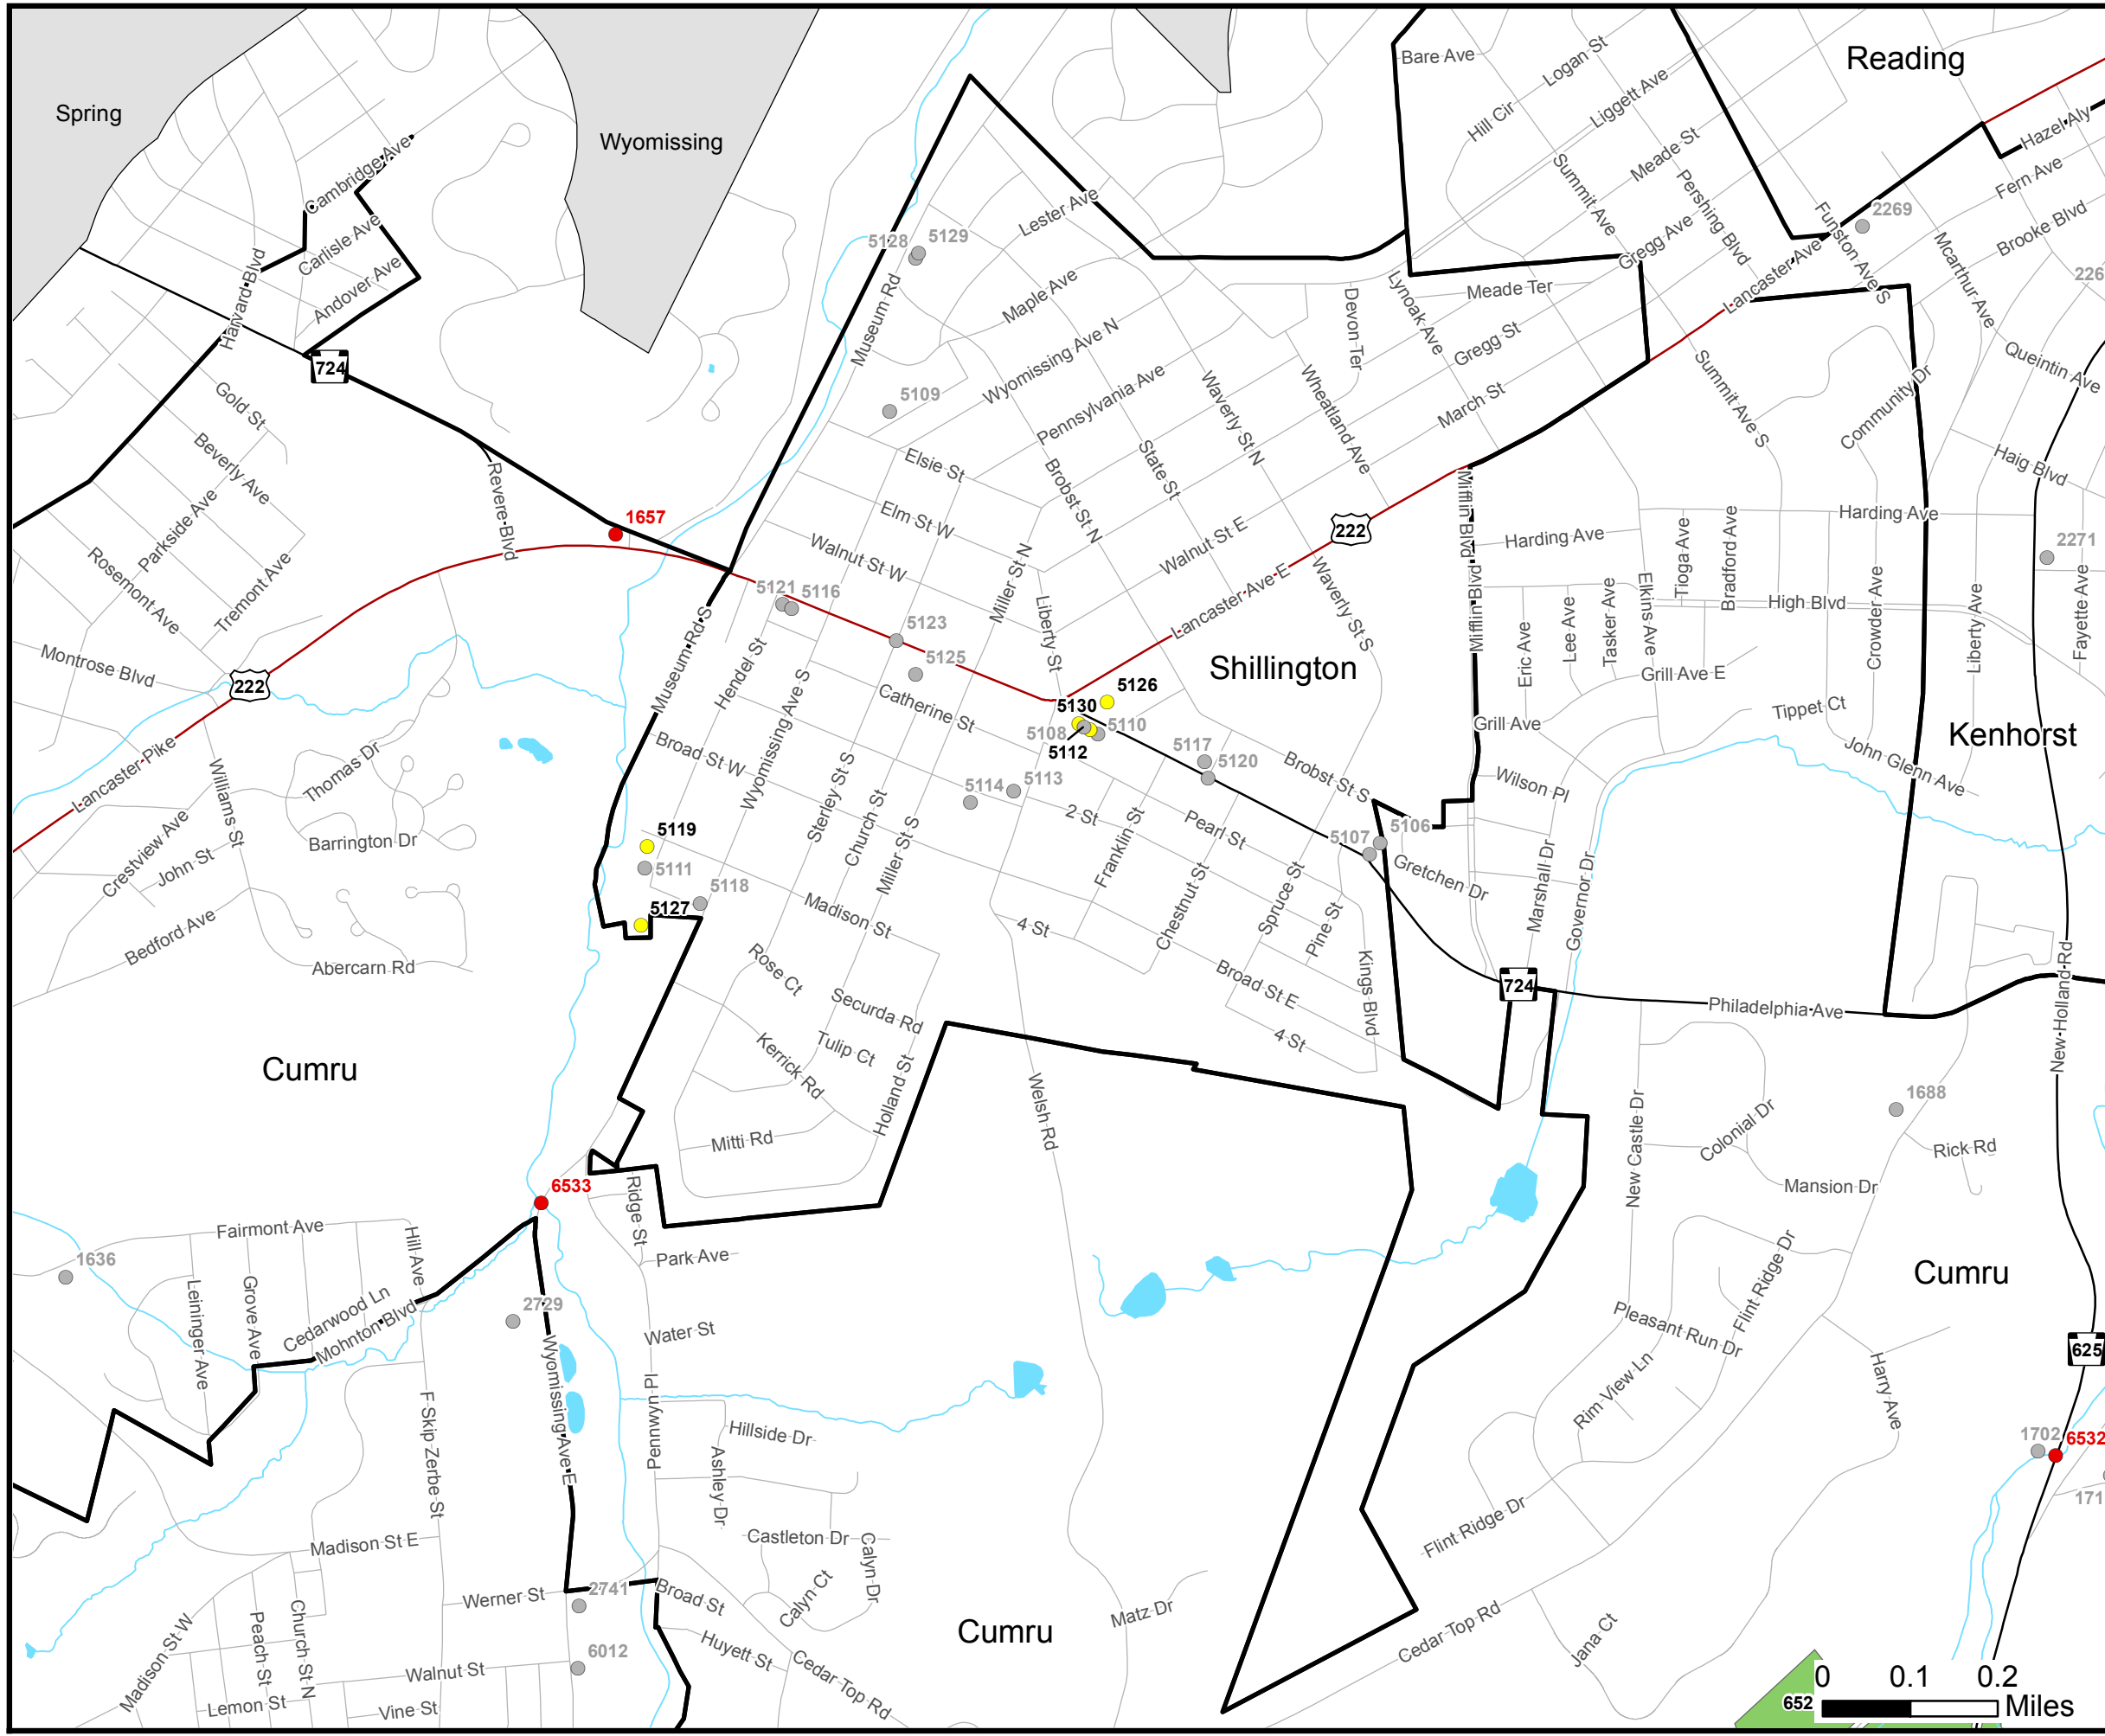 Reading
Spring
Wyomissing
Bare Ave
Logan St
Liggett Ave
Hill Cir
Hazel Aly
Cambridge Ave
Meade St
Summit Ave
Pershing Blvd
Fern Ave
Lester Ave
2269
Funston Ave S
Brooke Blvd
Carlisle Ave
5128
5129
Gregg Ave
Mcarthur Ave
Harvard Blvd
Andover Ave
Museum Rd
Maple Ave
Devon Ter
Lynoak Ave
Meade Ter
Lancaster Ave
226
724
Wyomissing Ave N
Gregg St
Queintin Ave
Gold St
5109
Pennsylvania Ave
Waverly St N
Wheatland Ave
March St
Summit Ave S
Community Dr
Beverly Ave
Elsie St
Brobst St N
State St
Haig Blvd
Revere Blvd
Parkside Ave
1657
Elm St W
Walnut St E
222
Mifflin Blvd
Mifflin Blvd
Harding Ave
Harding Ave
Tioga Ave
Bradford Ave
2271
Rosemont Ave
Tremont Ave
Walnut St W
Miller St N
Liberty St
Lancaster Ave E
Waverly St S
Eric Ave
Lee Ave
Tasker Ave
Elkins Ave
High Blvd
Crowder Ave
Liberty Ave
Fayette Ave
5121
5116
5123
Museum Rd S
Hendel St
5125
Shillington
Montrose Blvd
222
Wyomissing Ave S
Catherine St
5126
5130
5108
5110
5112
Grill Ave E
Grill Ave
Tippet Ct
Kenhorst
John Glenn Ave
Lancaster Pike
Williams St
Thomas Dr
Broad St W
Sterley St S
Church St
Miller St S
5117
5120
Brobst St S
Wilson Pl
5114
5113
2 St
Franklin St
Pearl St
5107
5106
Gretchen Dr
Crestview Ave
John St
Barrington Dr
5119
5111
5118
5127
Madison St
4 St
Chestnut St
Spruce St
Pine St
Marshall Dr
Governor Dr
Bedford Ave
Abercarn Rd
Rose Ct
Securda Rd
Broad St E
Kings Blvd
724
Philadelphia Ave
New Holland Rd
Cumru
Tulip Ct
Kerrick Rd
Holland St
4 St
Welsh Rd
1688
New Castle Dr
Colonial Dr
Mitti Rd
Rick Rd
6533
Ridge St
Mansion Dr
Fairmont Ave
Hill Ave
Park Ave
1636
Cumru
Flint Ridge Dr
Leininger Ave
Grove Ave
Cedarwood Ln
Mohnton Blvd
2729
Water St
Pleasant Run Dr
625
Wyomissing Ave E
Rim View Ln
Harry Ave
F Skip Zerbe St
Pennwyn Pl
Hillside Dr
Ashley Dr
1702
6532
171
Flint Ridge Dr
Madison St E
Castleton Dr
Calyn Dr
Calyn Ct
Werner St
2741
Broad St
Cumru
Matz Dr
Cedar Top Rd
Jana Ct
Madison St W
Peach St
Church St N
Huyett St
6012
Walnut St
Cedar Top Rd
Lemon St
Vine St
652
0 0.1 0.2
Miles